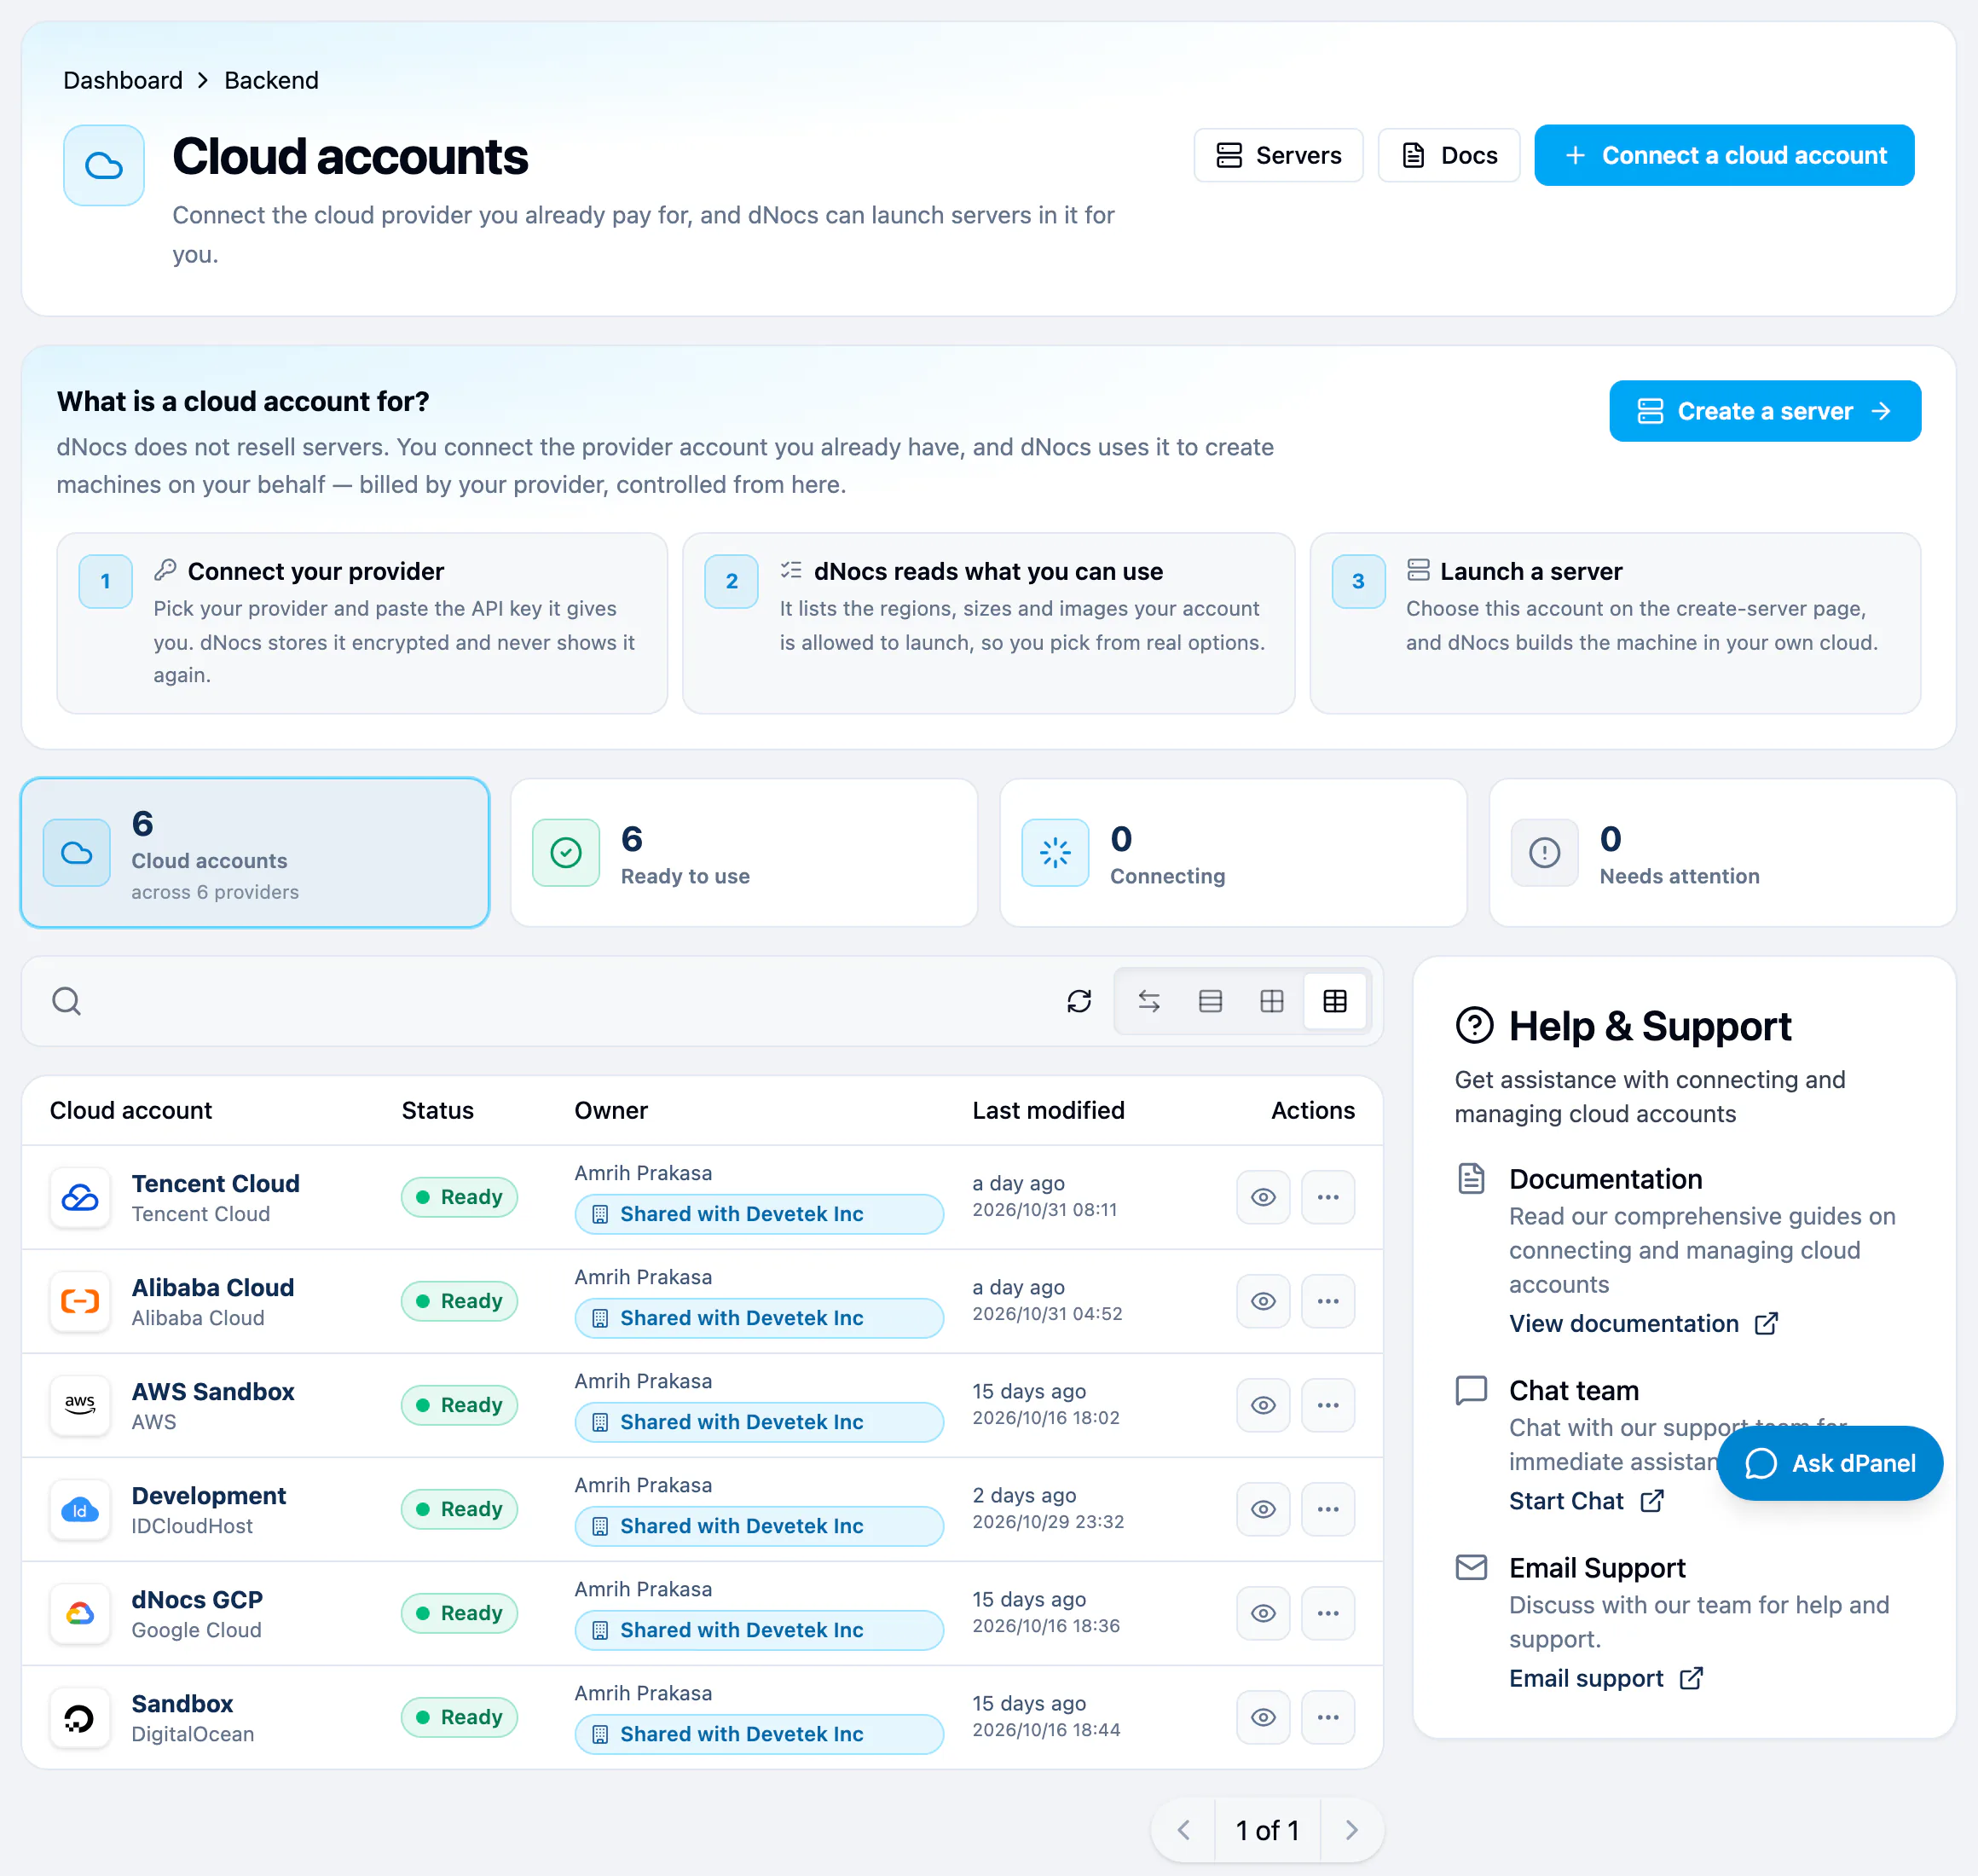 Dashboard > Backend
Cloud accounts
Connect the cloud provider you already pay for, and dNocs can launch servers in it for
you.
Servers
Docs
+ Connect a cloud account
What is a cloud account for?
dNocs does not resell servers. You connect the provider account you already have, and dNocs uses it to create
machines on your behalf — billed by your provider, controlled from here.
Create a server →
1
Connect your provider
Pick your provider and paste the API key it gives
you. dNocs stores it encrypted and never shows it
again.
2
dNocs reads what you can use
It lists the regions, sizes and images your account
is allowed to launch, so you pick from real options.
3
Launch a server
Choose this account on the create-server page,
and dNocs builds the machine in your own cloud.
6
Cloud accounts
across 6 providers
6
Ready to use
0
Connecting
0
Needs attention
Cloud account Status Owner Last modified Actions
Tencent Cloud
Tencent Cloud
Ready
Amrih Prakasa
Shared with Devetek Inc
a day ago
2026/10/31 08:11
Alibaba Cloud
Alibaba Cloud
Ready
Amrih Prakasa
Shared with Devetek Inc
a day ago
2026/10/31 04:52
aws
AWS Sandbox
AWS
Ready
Amrih Prakasa
Shared with Devetek Inc
15 days ago
2026/10/16 18:02
Id
Development
IDCloudHost
Ready
Amrih Prakasa
Shared with Devetek Inc
2 days ago
2026/10/29 23:32
dNocs GCP
Google Cloud
Ready
Amrih Prakasa
Shared with Devetek Inc
15 days ago
2026/10/16 18:36
Sandbox
DigitalOcean
Ready
Amrih Prakasa
Shared with Devetek Inc
15 days ago
2026/10/16 18:44
1 of 1
Help & Support
Get assistance with connecting and
managing cloud accounts
Documentation
Read our comprehensive guides on
connecting and managing cloud
accounts
View documentation
Chat team
Chat with our support team for
immediate assistan
Start Chat
Ask dPanel
Email Support
Discuss with our team for help and
support.
Email support